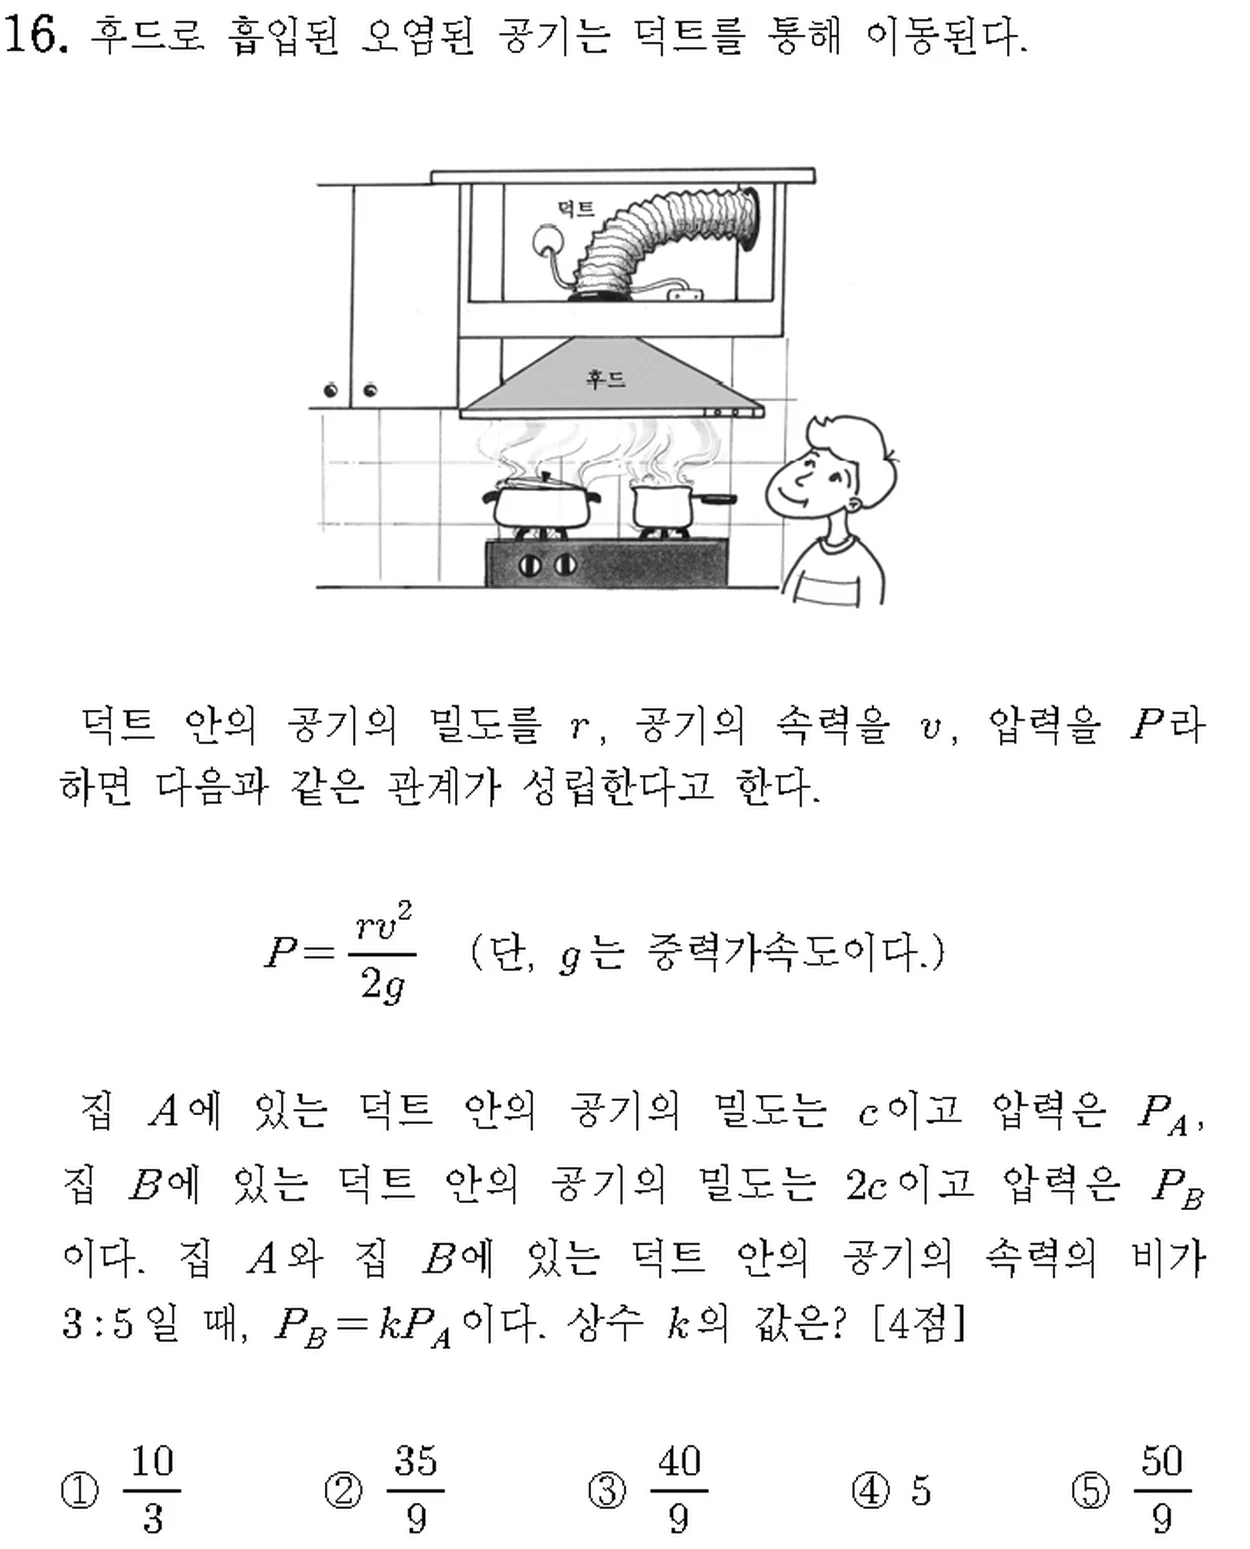 16. 후드로 흡입된 오염된 공기는 덕트를 통해 이동된다.
덕트
후드
덕트 안의 공기의 밀도를 r, 공기의 속력을 v, 압력을 P라
하면 다음과 같은 관계가 성립한다고 한다.
P = rv²/2g (단, g는 중력가속도이다.)
집 A에 있는 덕트 안의 공기의 밀도는 c이고 압력은 P_A,
집 B에 있는 덕트 안의 공기의 밀도는 2c이고 압력은 P_B
이다. 집 A와 집 B에 있는 덕트 안의 공기의 속력의 비가
3 : 5일 때, P_B = kP_A이다. 상수 k의 값은? [4점]
① 10/3 ② 35/9 ③ 40/9 ④ 5 ⑤ 50/9